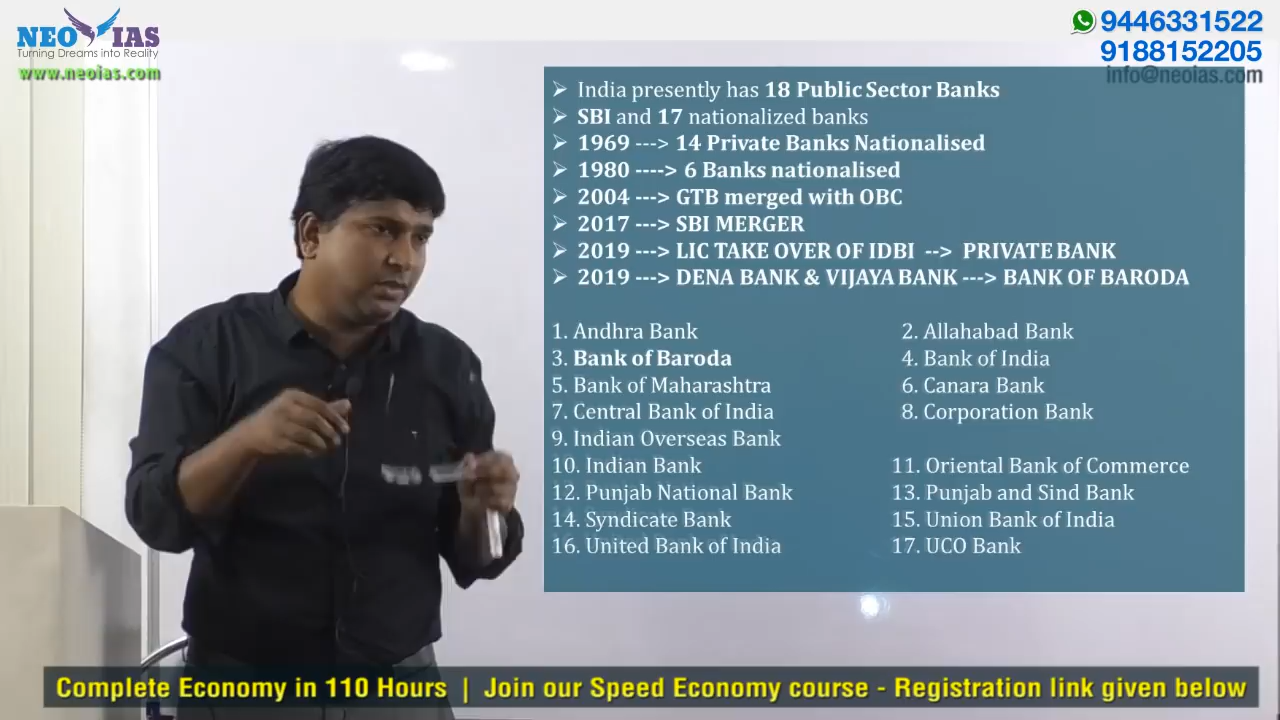 NEO IAS
Turning Dreams into Reality
www.neoias.com
9446331522
9188152205
info@neoias.com
➢ India presently has 18 Public Sector Banks
➢ SBI and 17 nationalized banks
➢ 1969 ---> 14 Private Banks Nationalised
➢ 1980 ----> 6 Banks nationalised
➢ 2004 ---> GTB merged with OBC
➢ 2017 ---> SBI MERGER
➢ 2019 ---> LIC TAKE OVER OF IDBI --> PRIVATE BANK
➢ 2019 ---> DENA BANK & VIJAYA BANK ---> BANK OF BARODA
1. Andhra Bank 2. Allahabad Bank
3. Bank of Baroda 4. Bank of India
5. Bank of Maharashtra 6. Canara Bank
7. Central Bank of India 8. Corporation Bank
9. Indian Overseas Bank
10. Indian Bank 11. Oriental Bank of Commerce
12. Punjab National Bank 13. Punjab and Sind Bank
14. Syndicate Bank 15. Union Bank of India
16. United Bank of India 17. UCO Bank
Complete Economy in 110 Hours | Join our Speed Economy course - Registration link given below